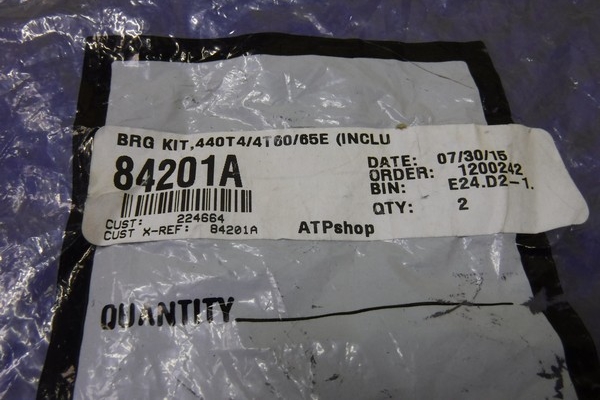 BRG KIT,440T4/4T60/65E (INCLU
84201A
DATE: 07/30/15
ORDER: 1200242
BIN: E24.D2-1.
QTY: 2
CUST: 224664
CUST X-REF: 84201A
ATPshop
QUANTITY